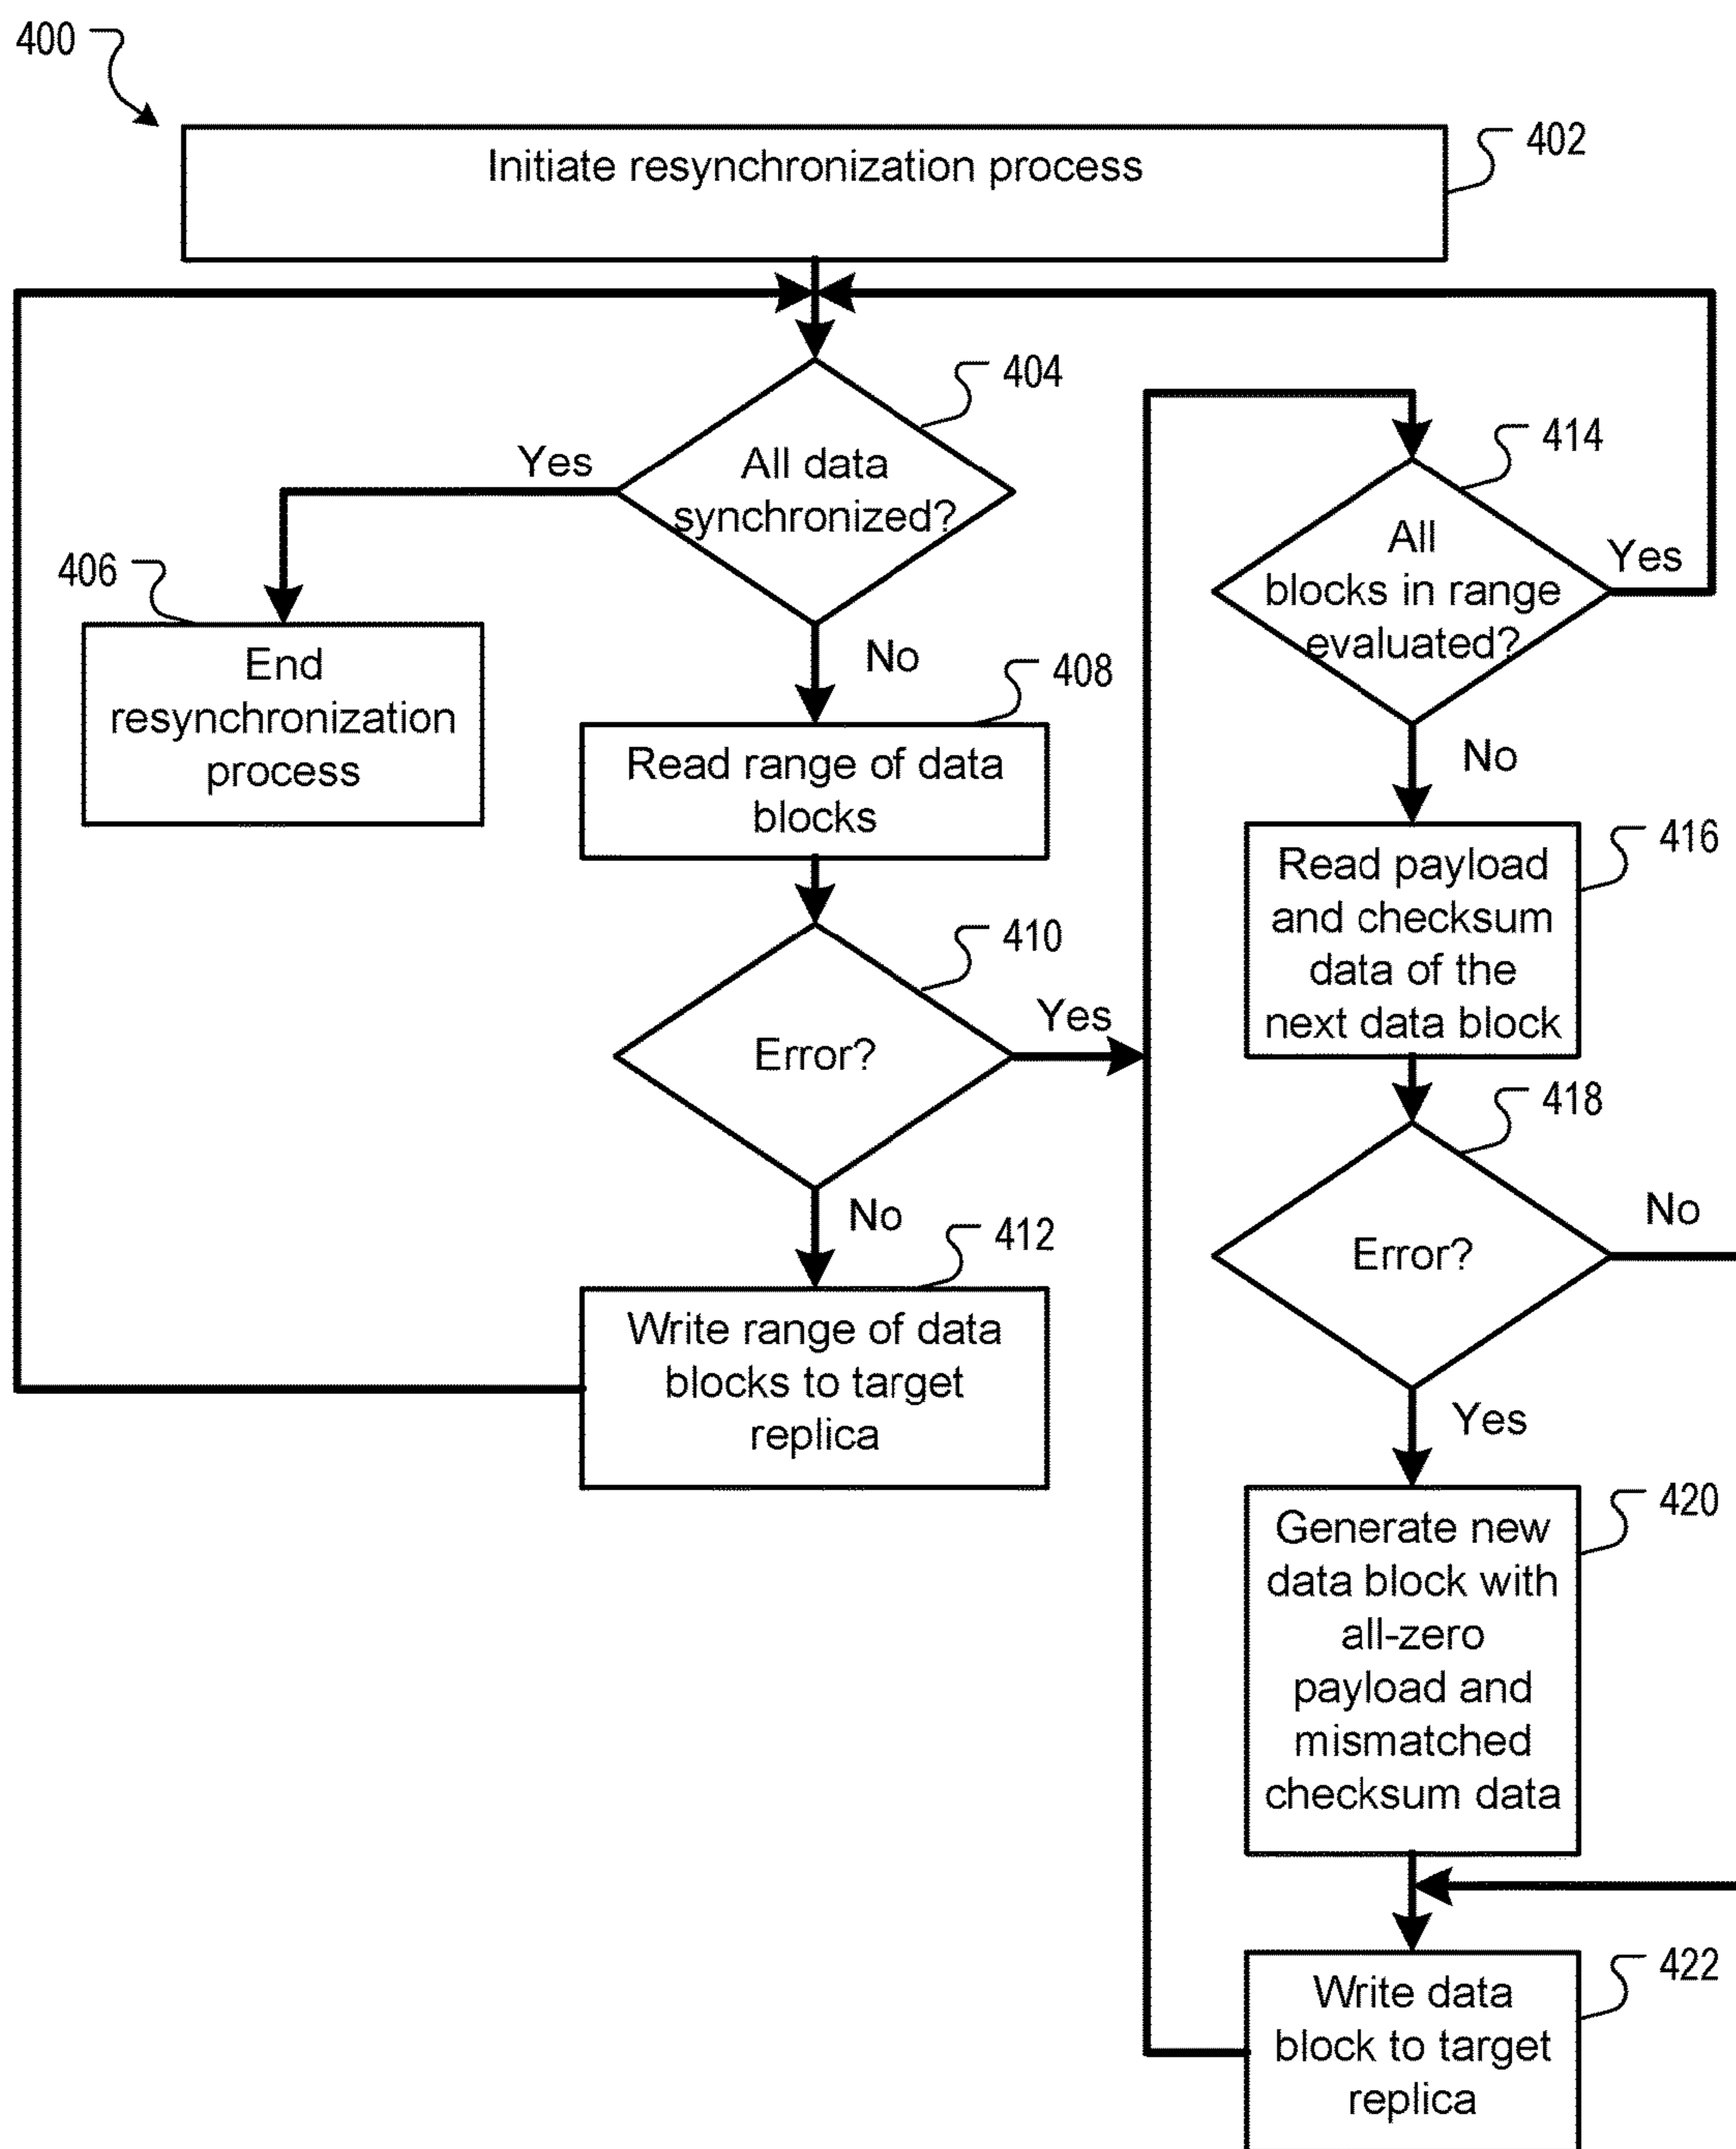 400
402
Initiate resynchronization process
404
All data
synchronized?
Yes
No
406
End
resynchronization
process
408
Read range of data
blocks
410
Error?
Yes
No
412
Write range of data
blocks to target
replica
414
All
blocks in range
evaluated?
Yes
No
416
Read payload
and checksum
data of the
next data block
418
Error?
No
Yes
420
Generate new
data block with
all-zero
payload and
mismatched
checksum data
422
Write data
block to target
replica